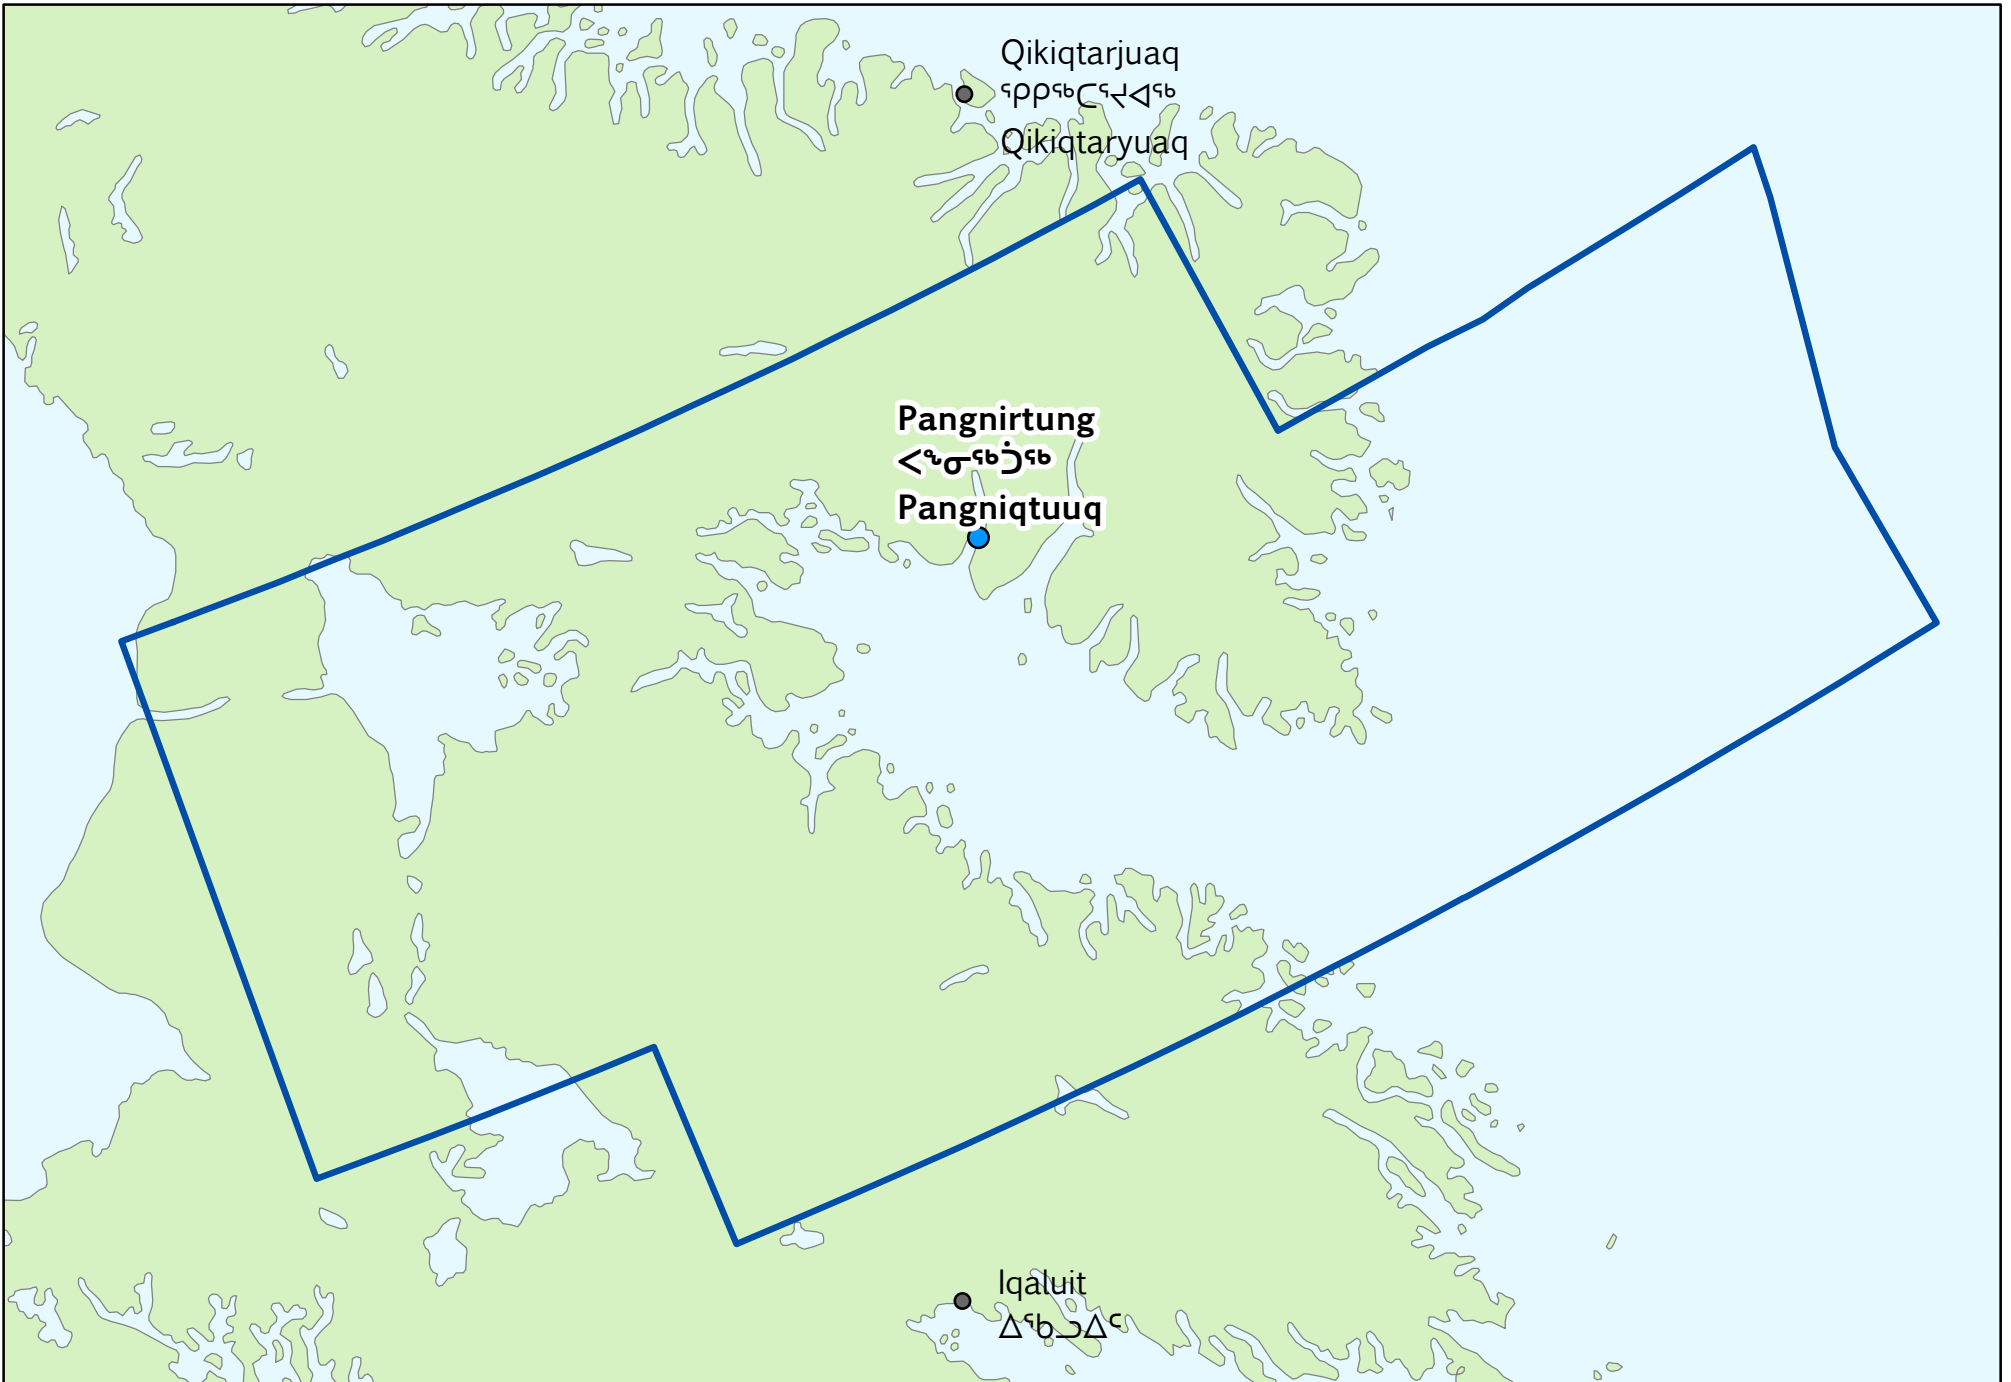 Qikiqtarjuaq
ᕿᑭᖅᑕᕐᔪᐊᖅ
Qikiqtaryuaq
Pangnirtung
ᐸᖕᓂᖅᑑᖅ
Pangniqtuuq
Iqaluit
ᐃᖃᓗᐃᑦ